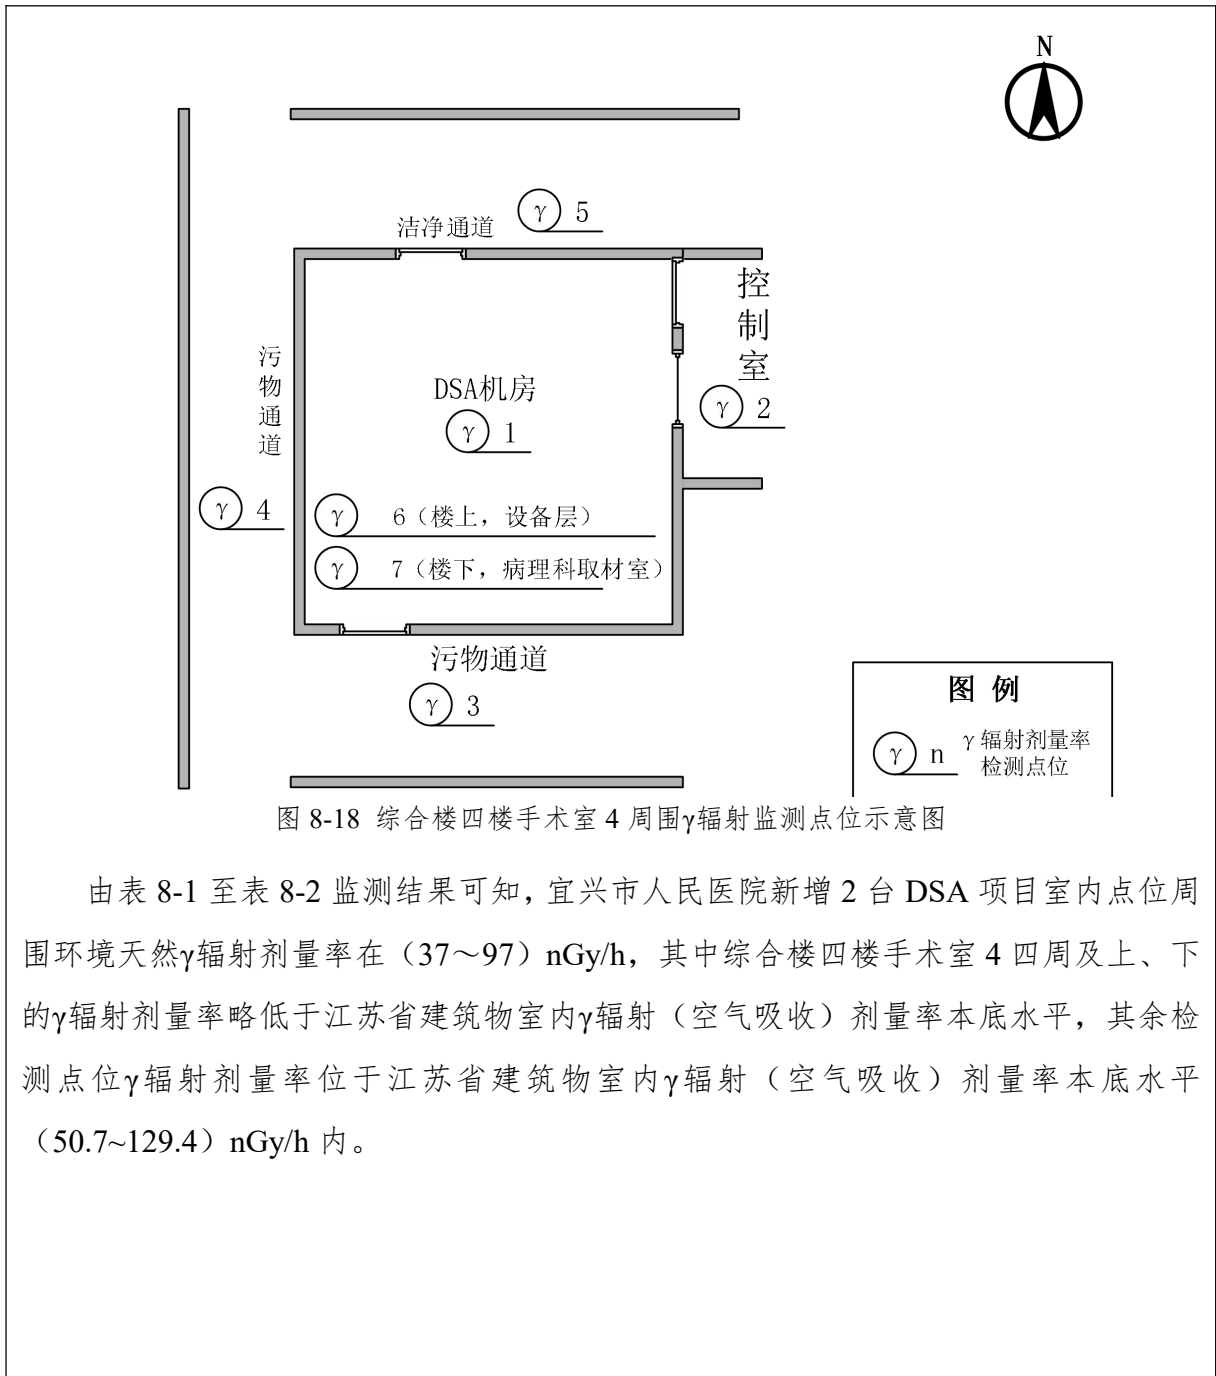 N
洁净通道
γ 5
控制室
污物通道
DSA机房
γ 1
γ 2
γ 4
γ 6（楼上，设备层）
γ 7（楼下，病理科取材室）
污物通道
γ 3
图 例
γ n γ辐射剂量率
检测点位
图 8-18 综合楼四楼手术室 4 周围γ辐射监测点位示意图
由表 8-1 至表 8-2 监测结果可知，宜兴市人民医院新增 2 台 DSA 项目室内点位周
围环境天然γ辐射剂量率在（37～97）nGy/h，其中综合楼四楼手术室 4 四周及上、下
的γ辐射剂量率略低于江苏省建筑物室内γ辐射（空气吸收）剂量率本底水平，其余检
测点位γ辐射剂量率位于江苏省建筑物室内γ辐射（空气吸收）剂量率本底水平
（50.7~129.4）nGy/h 内。